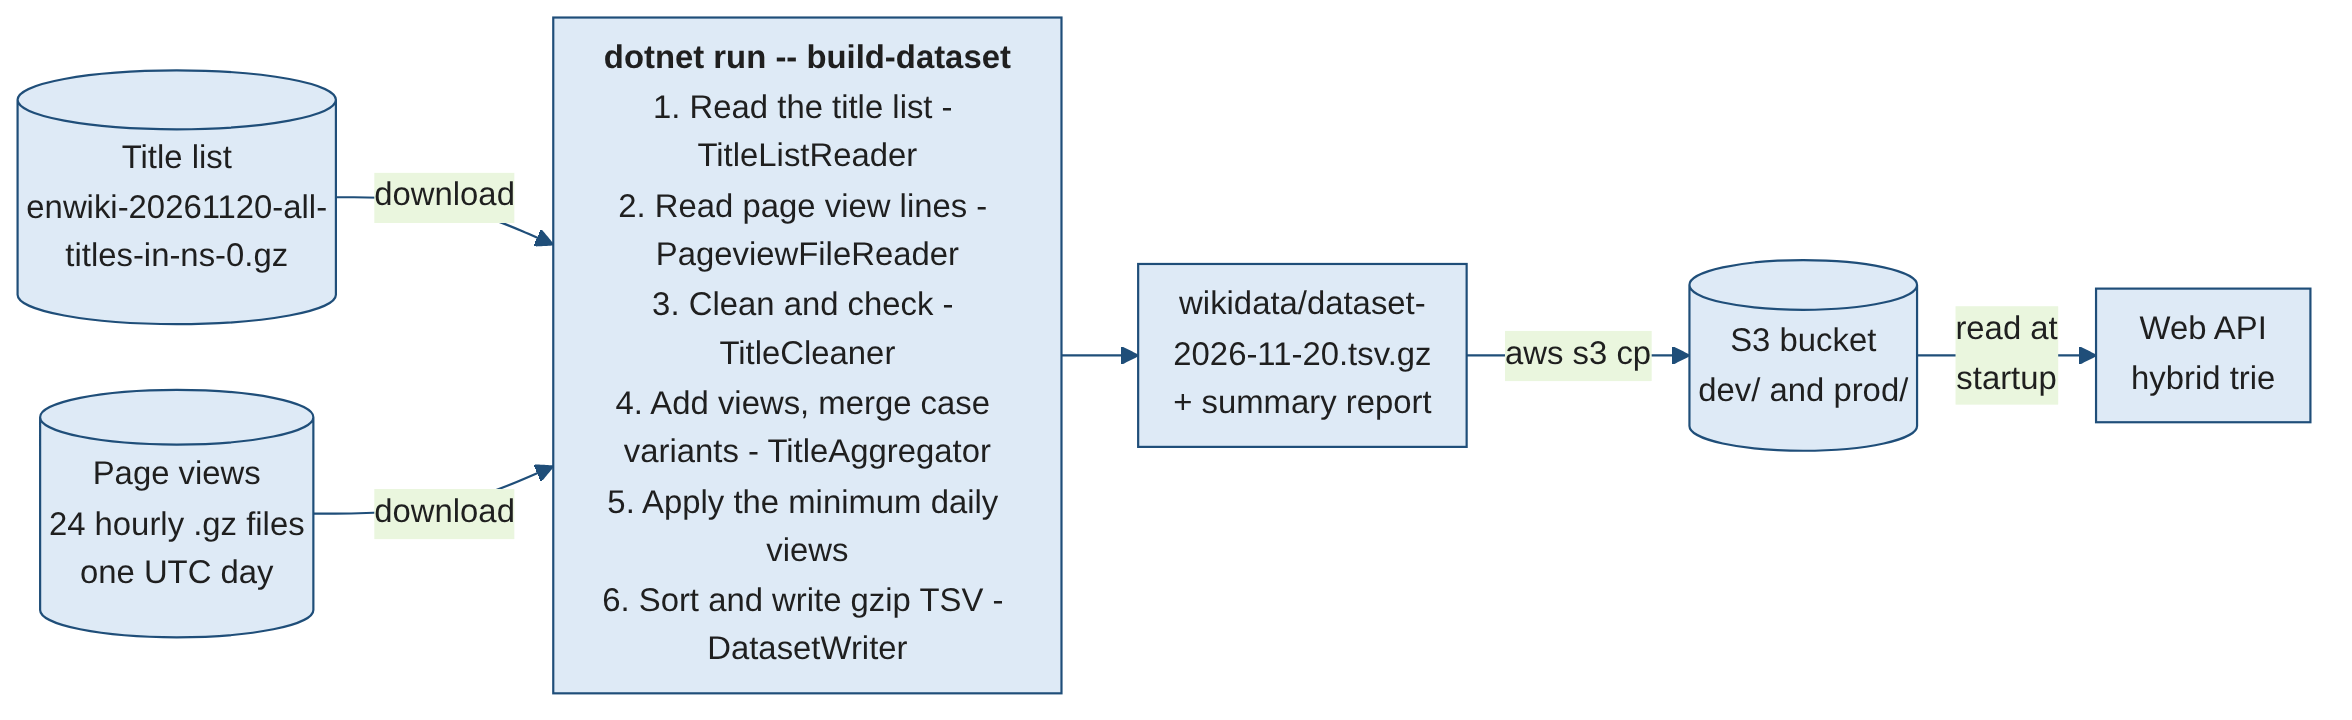 Title list
enwiki-20261120-all-
titles-in-ns-0.gz
download
Page views
24 hourly .gz files
one UTC day
download
dotnet run -- build-dataset
1. Read the title list -
TitleListReader
2. Read page view lines -
PageviewFileReader
3. Clean and check -
TitleCleaner
4. Add views, merge case
variants - TitleAggregator
5. Apply the minimum daily
views
6. Sort and write gzip TSV -
DatasetWriter
wikidata/dataset-
2026-11-20.tsv.gz
+ summary report
aws s3 cp
S3 bucket
dev/ and prod/
read at
startup
Web API
hybrid trie